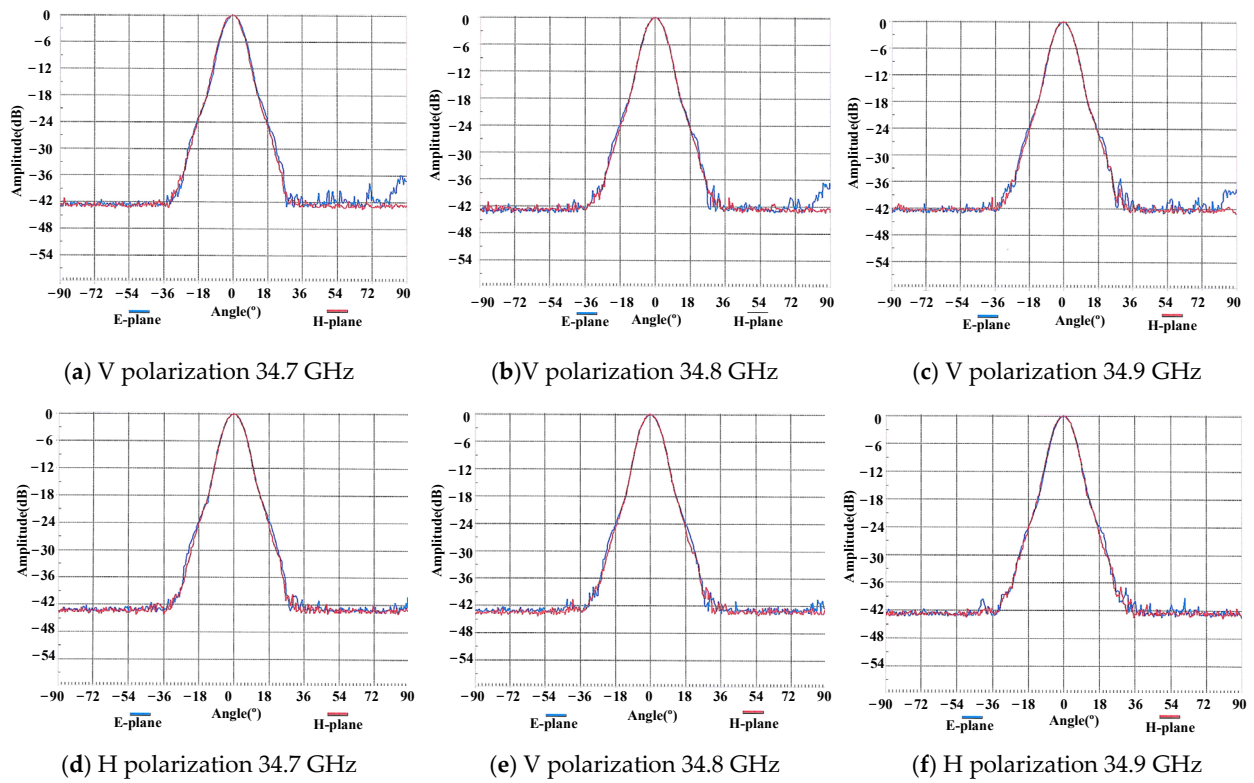 0 0 0
−6 −6 −6
−12 −12 −12
−18 −18 −18
−24 −24 −24
−30 −30 −30
−36 −36 −36
−42 −42 −42
−48 −48 −48
−54 −54 −54
Amplitude(dB) Amplitude(dB) Amplitude(dB)
−90 −72 −54 −36 −18 0 18 36 54 72 90 −90 −72 −54 −36 −18 0 18 36 54 72 90 −90 −72 −54 −36 −18 0 18 36 54 72 90
E-plane Angle(°) H-plane E-plane Angle(°) H-plane E-plane Angle(°) H-plane
(a) V polarization 34.7 GHz (b)V polarization 34.8 GHz (c) V polarization 34.9 GHz
0 0 0
−6 −6 −6
−12 −12 −12
−18 −18 −18
−24 −24 −24
−30 −30 −30
−36 −36 −36
−42 −42 −42
−48 −48 −48
−54 −54 −54
Amplitude(dB) Amplitude(dB) Amplitude(dB)
−90 −72 −54 −36 −18 0 18 36 54 72 90 −90 −72 −54 −36 −18 0 18 36 54 72 90 −90 −72 −54 −36 −18 0 18 36 54 72 90
E-plane Angle(°) H-plane E-plane Angle(°) H-plane E-plane Angle(°) H-plane
(d) H polarization 34.7 GHz (e) V polarization 34.8 GHz (f) H polarization 34.9 GHz